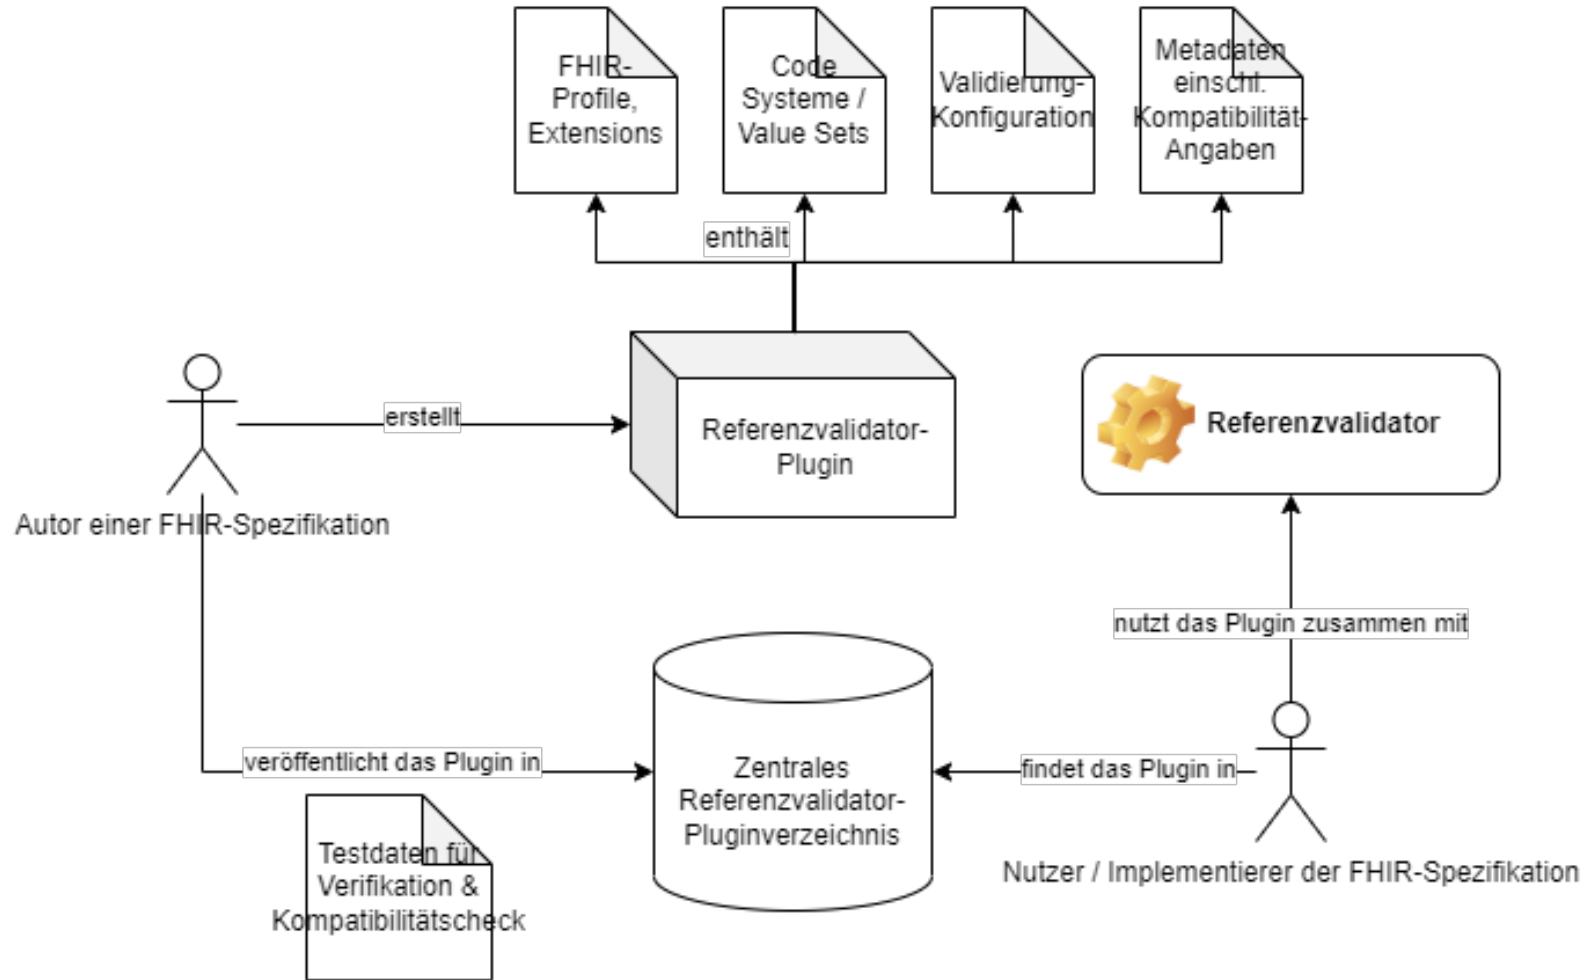 FHIR-
Profile,
Extensions
Code
Systeme /
Value Sets
Validierung-
Konfiguration
Metadaten
einschl.
Kompatibilität-
Angaben
enthält
erstellt
Referenzvalidator-
Plugin
Referenzvalidator
Autor einer FHIR-Spezifikation
nutzt das Plugin zusammen mit
veröffentlicht das Plugin in
Zentrales
Referenzvalidator-
Pluginverzeichnis
findet das Plugin in
Testdaten für
Verifikation &
Kompatibilitätscheck
Nutzer / Implementierer der FHIR-Spezifikation